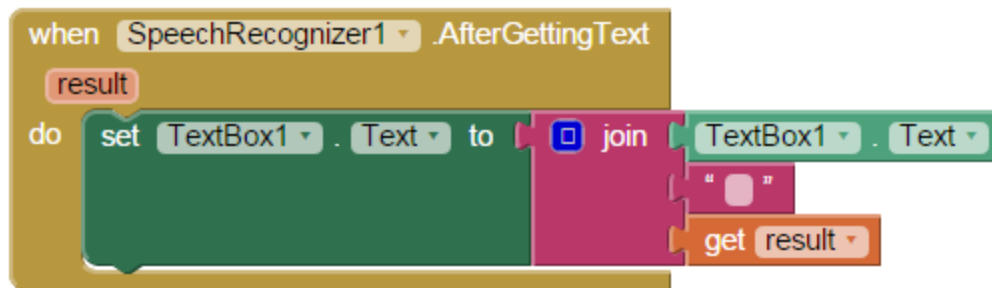 when SpeechRecognizer1 .AfterGettingText
result
do set TextBox1 . Text to join TextBox1 . Text
“ ”
get result